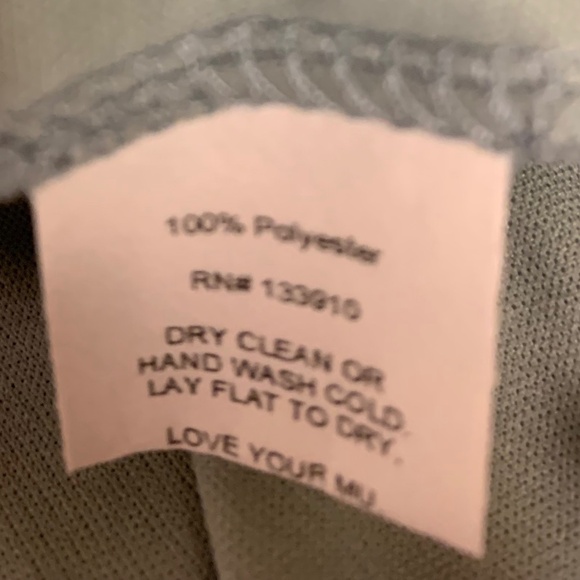 100% Polyester
RN# 133910
DRY CLEAN OR
HAND WASH COLD.
LAY FLAT TO DRY.
LOVE YOUR MU